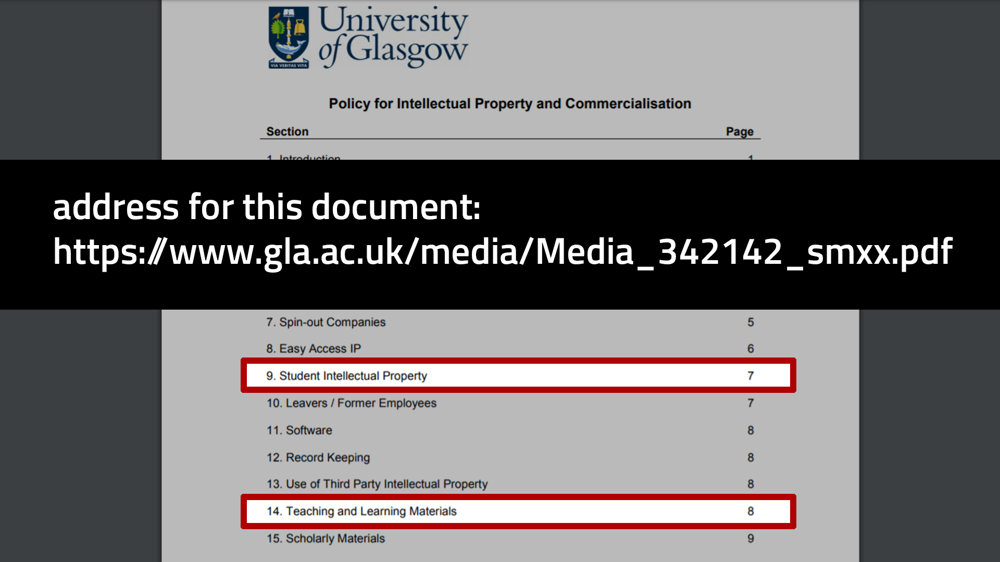 University
of Glasgow
VIA VERITAS VITA
Policy for Intellectual Property and Commercialisation
Section Page
1. Introduction 1
address for this document:
https://www.gla.ac.uk/media/Media_342142_smxx.pdf
7. Spin-out Companies 5
8. Easy Access IP 6
9. Student Intellectual Property 7
10. Leavers / Former Employees 7
11. Software 8
12. Record Keeping 8
13. Use of Third Party Intellectual Property 8
14. Teaching and Learning Materials 8
15. Scholarly Materials 9